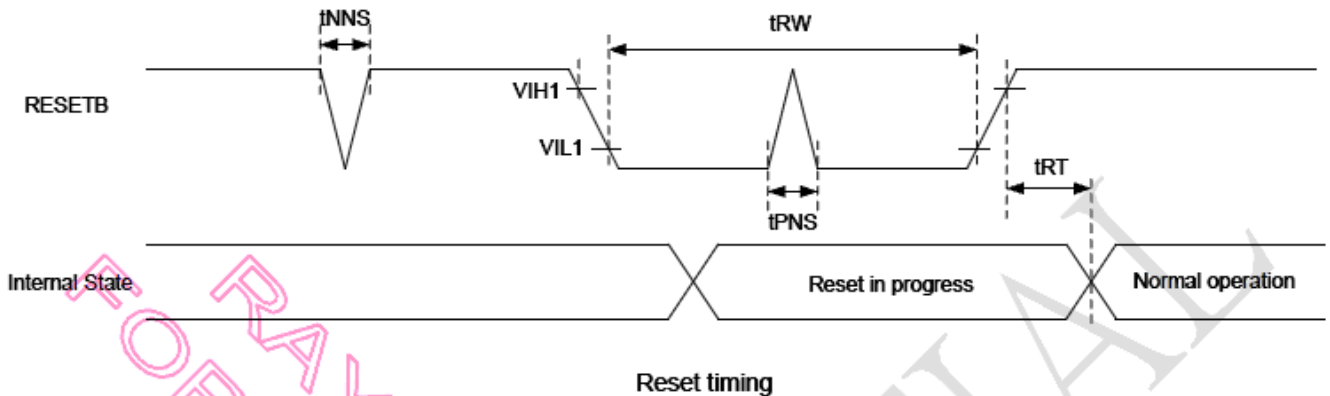 tNNS
tRW
RESETB
VIH1
VIL1
tRT
tPNS
Internal State
Reset in progress
Normal operation
Reset timing